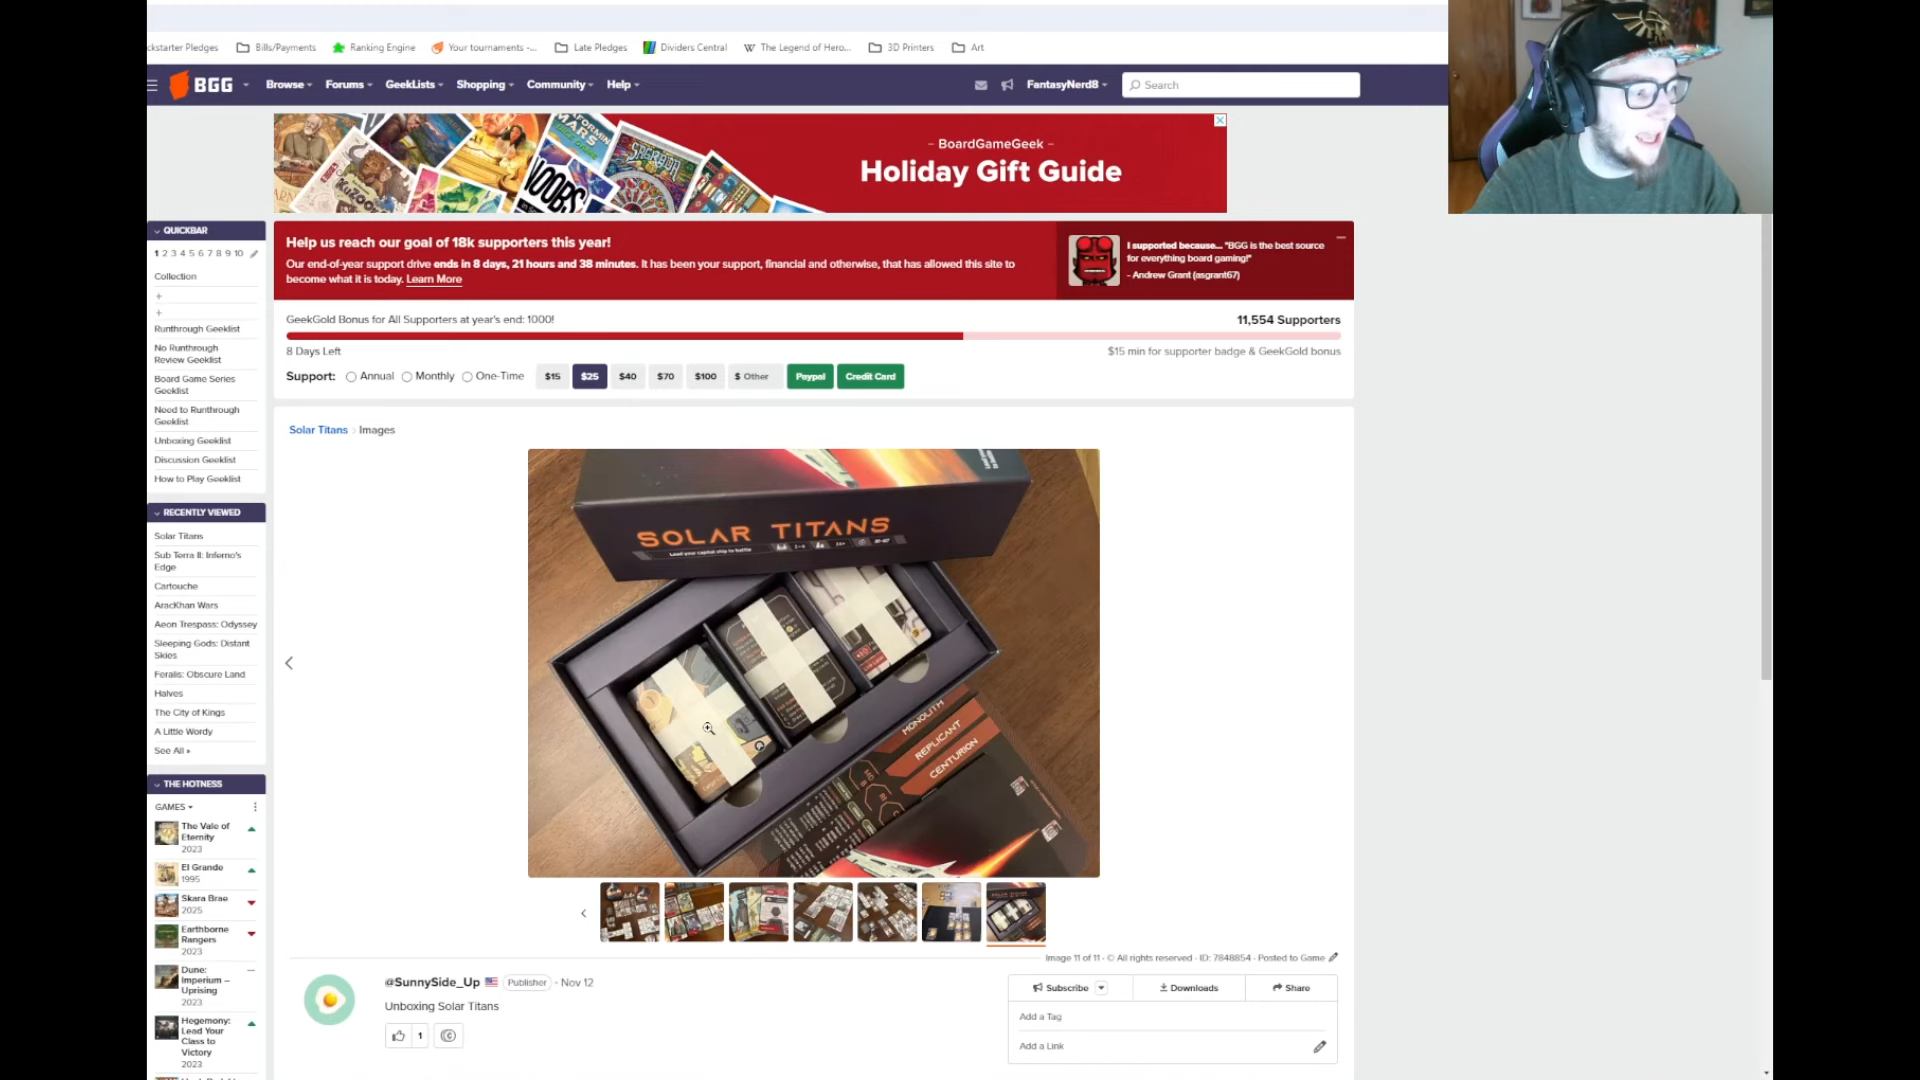 ckstarter Pledges Bills/Payments Ranking Engine Your tournaments -... Late Pledges Dividers Central The Legend of Hero... 3D Printers Art
BGG Browse Forums GeekLists Shopping Community Help FantasyNerd8 Search
- BoardGameGeek -
Holiday Gift Guide
MARS
SAGRADA
NOOBS
QUICKBAR
1 2 3 4 5 6 7 8 9 10
Collection
+
+
Runthrough Geeklist
No Runthrough
Review Geeklist
Board Game Series
Geeklist
Need to Runthrough
Geeklist
Unboxing Geeklist
Discussion Geeklist
How to Play Geeklist
RECENTLY VIEWED
Solar Titans
Sub Terra II: Inferno's
Edge
Cartouche
AracKhan Wars
Aeon Trespass: Odyssey
Sleeping Gods: Distant
Skies
Feralis: Obscure Land
Halves
The City of Kings
A Little Wordy
See All »
THE HOTNESS
GAMES
The Vale of
Eternity
2023
El Grande
1995
Skara Brae
2025
Earthborne
Rangers
2023
Dune:
Imperium –
Uprising
2023
Hegemony:
Lead Your
Class to
Victory
2023
Help us reach our goal of 18k supporters this year!
Our end-of-year support drive ends in 8 days, 21 hours and 38 minutes. It has been your support, financial and otherwise, that has allowed this site to
become what it is today. Learn More
I supported because... "BGG is the best source
for everything board gaming!"
- Andrew Grant (asgrant67)
GeekGold Bonus for All Supporters at year's end: 1000!
11,554 Supporters
8 Days Left
$15 min for supporter badge & GeekGold bonus
Support: Annual Monthly One-Time $15 $25 $40 $70 $100 $ Other Paypal Credit Card
Solar Titans Images
SOLAR TITANS
Lead your capital ship to battle
MONOLITH
REPLICANT
CENTURION
Image 11 of 11 · © All rights reserved · ID: 7848854 · Posted to Game
@SunnySide_Up Publisher · Nov 12
Unboxing Solar Titans
1
Subscribe Downloads Share
Add a Tag
Add a Link